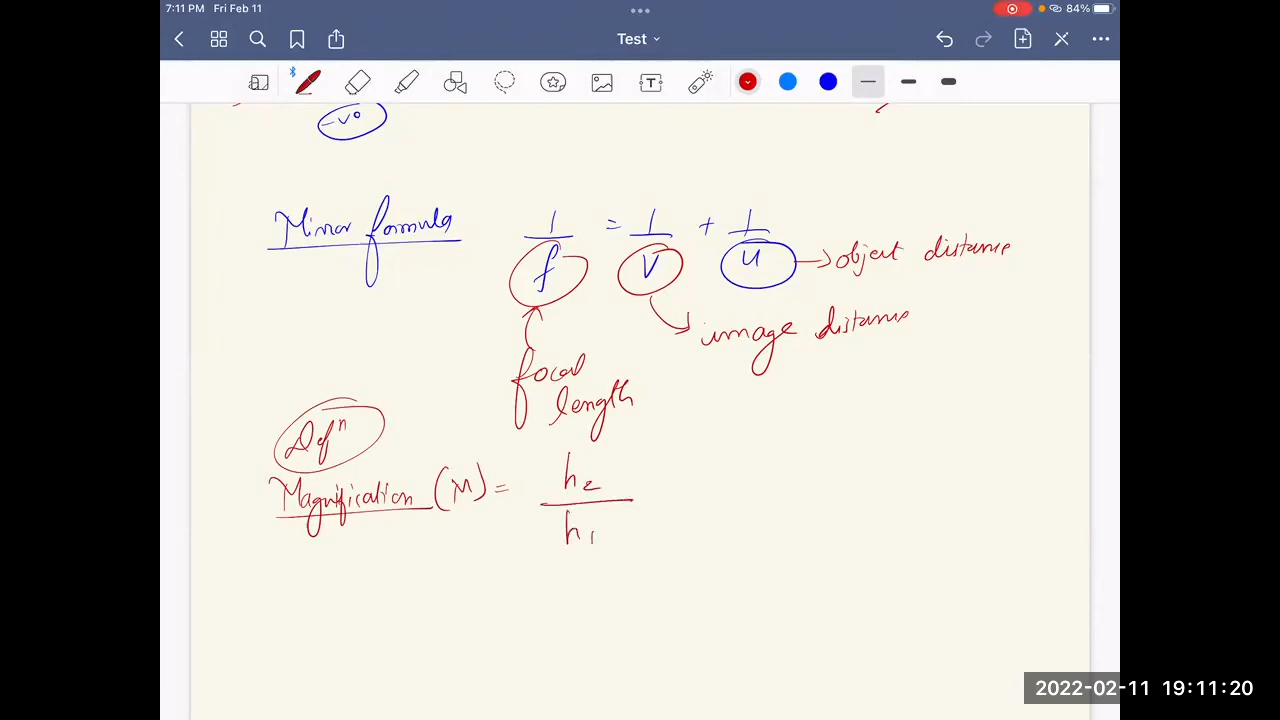 7:11 PM Fri Feb 11
84%
Test
T
-ve
Mirror formula 1/f = 1/v + 1/u
object distance
image distance
focal
length
Defⁿ
Magnification (M) = h₂/h₁
2022-02-11 19:11:20